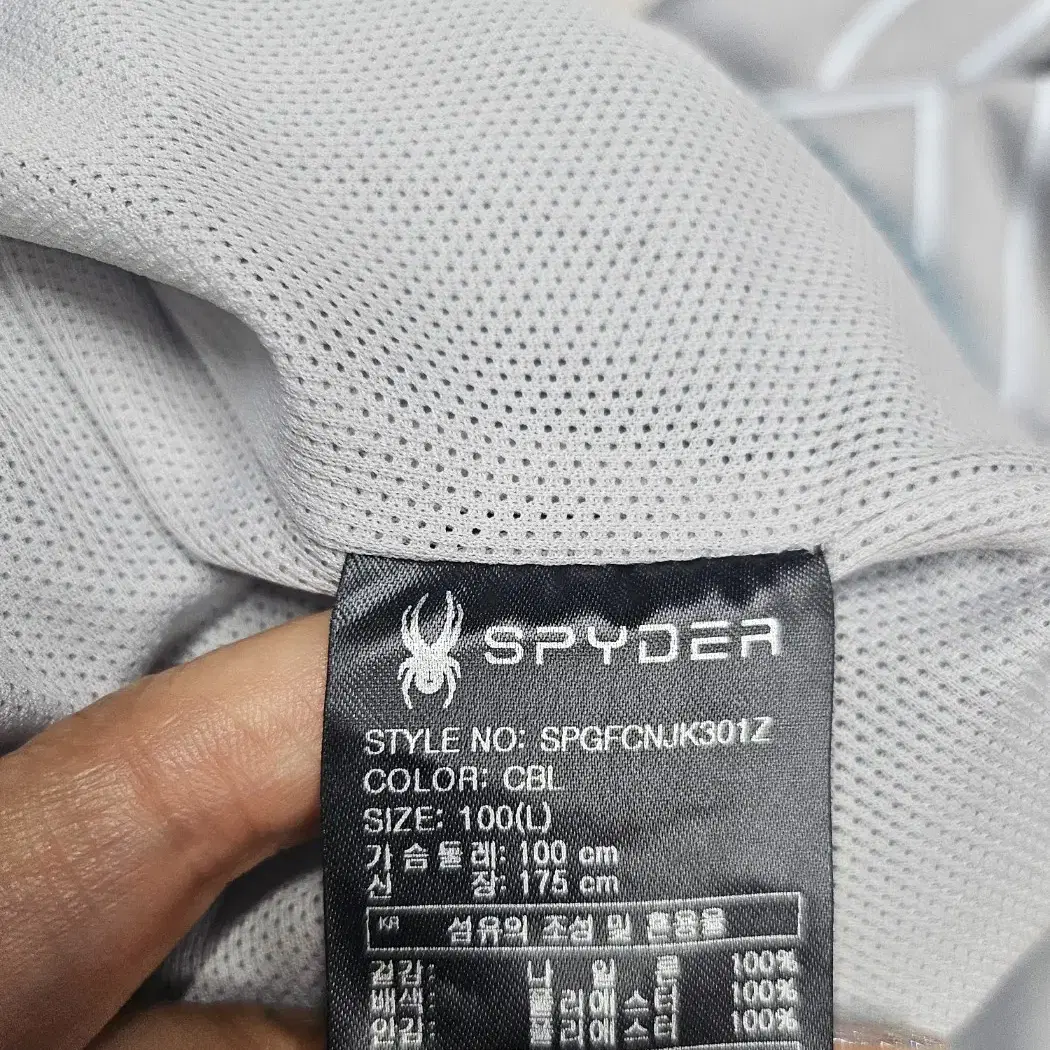 SPYDER
STYLE NO: SPGFCNJK301Z
COLOR: CBL
SIZE: 100(L)
가슴둘레: 100 cm
신 장: 175 cm
KR 섬유의 조성 및 혼용율
겉감: 나 일 론 100%
배색: 폴리에스터 100%
안감: 폴리에스터 100%